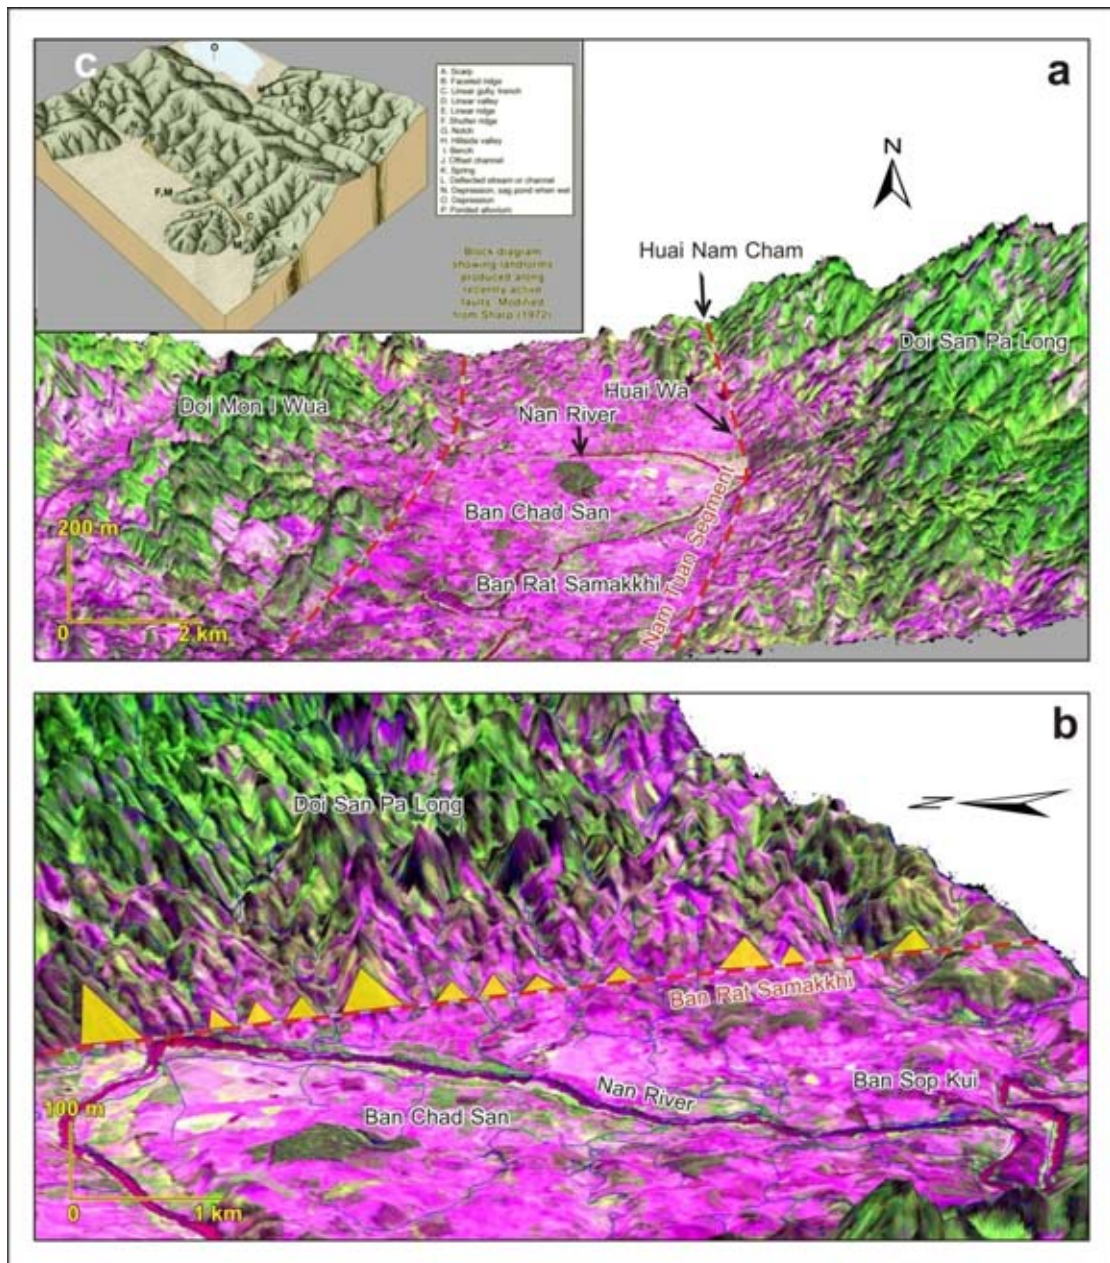 c
A. Scarp
B. Faceted ridge
C. Linear gully, trench
D. Linear valley
E. Linear ridge
F. Shutter ridge
G. Notch
H. Hillside valley
I. Bench
J. Offset channel
K. Spring
L. Deflected stream or channel
N. Depression, sag pond when wet
O. Depression
P. Ponded alluvium
F,M
Block diagram
showing landforms
produced along
recently active
faults. Modified
from Sharp (1972)
a
N
Huai Nam Cham
Doi San Pa Long
Doi Mon I Wua
Huai Wa
Nan River
Ban Chad San
Ban Rat Samakkhi
Nam Tuan Segment
200 m
0
2 km
b
N
Doi San Pa Long
Ban Rat Samakkhi
Nan River
Ban Sop Kui
Ban Chad San
100 m
0
1 km